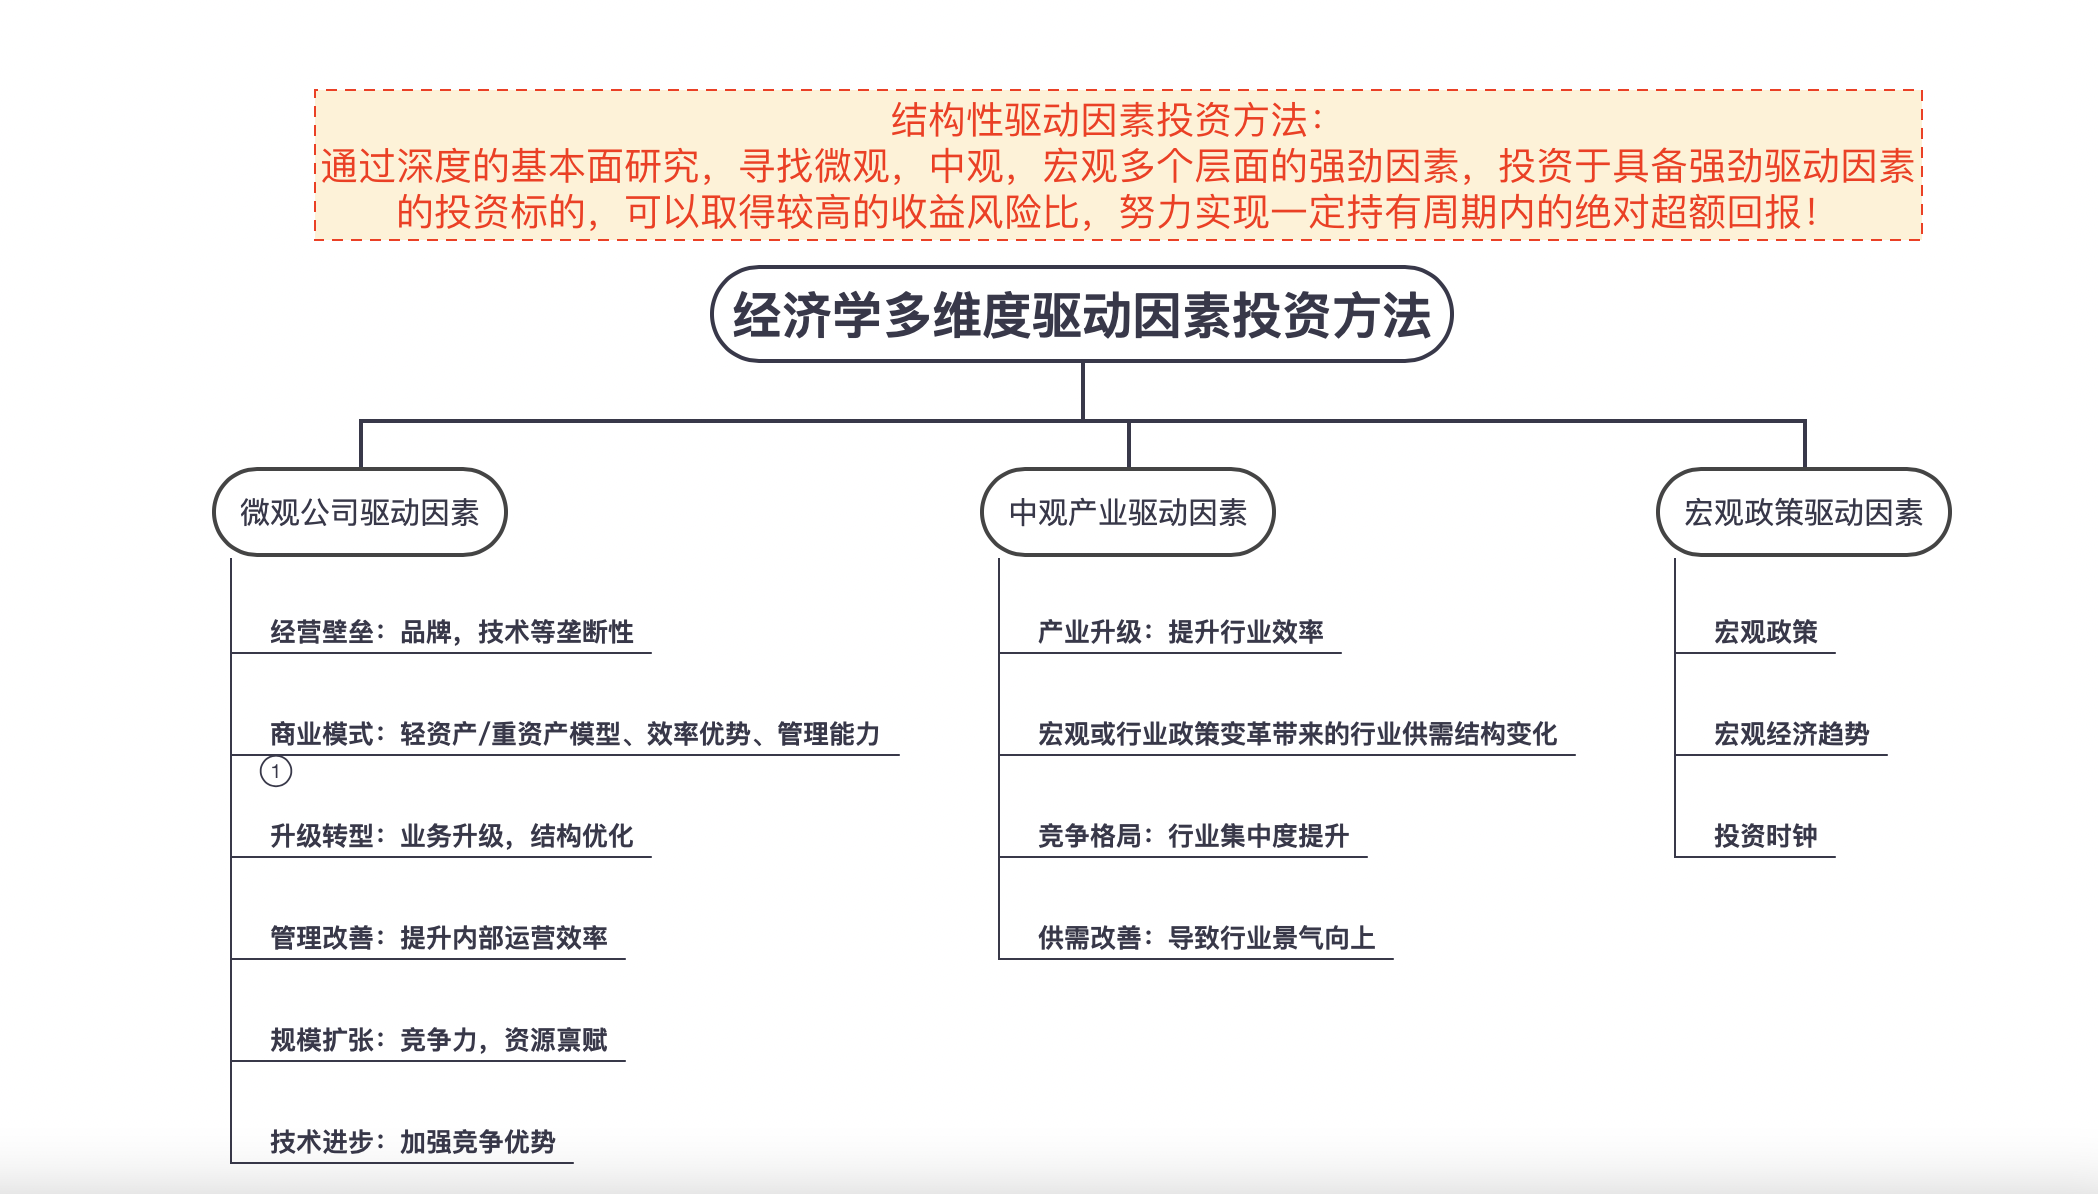 结构性驱动因素投资方法：
通过深度的基本面研究，寻找微观，中观，宏观多个层面的强劲因素，投资于具备强劲驱动因素
的投资标的，可以取得较高的收益风险比，努力实现一定持有周期内的绝对超额回报！
经济学多维度驱动因素投资方法
微观公司驱动因素
经营壁垒：品牌，技术等垄断性
商业模式：轻资产/重资产模型、效率优势、管理能力
1
升级转型：业务升级，结构优化
管理改善：提升内部运营效率
规模扩张：竞争力，资源禀赋
技术进步：加强竞争优势
中观产业驱动因素
产业升级：提升行业效率
宏观或行业政策变革带来的行业供需结构变化
竞争格局：行业集中度提升
供需改善：导致行业景气向上
宏观政策驱动因素
宏观政策
宏观经济趋势
投资时钟